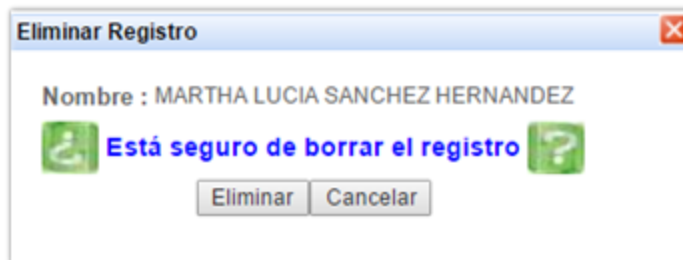 Eliminar Registro
Nombre : MARTHA LUCIA SANCHEZ HERNANDEZ
¿ Está seguro de borrar el registro ?
Eliminar Cancelar